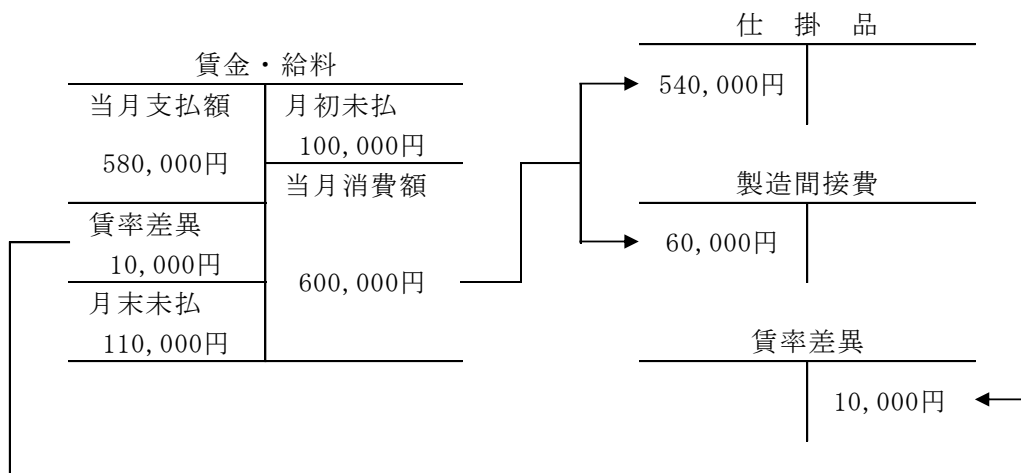 仕 掛 品
賃金・給料
540,000円
当月支払額
月初未払
580,000円
100,000円
当月消費額
製造間接費
賃率差異
60,000円
10,000円
600,000円
月末未払
110,000円
賃率差異
10,000円